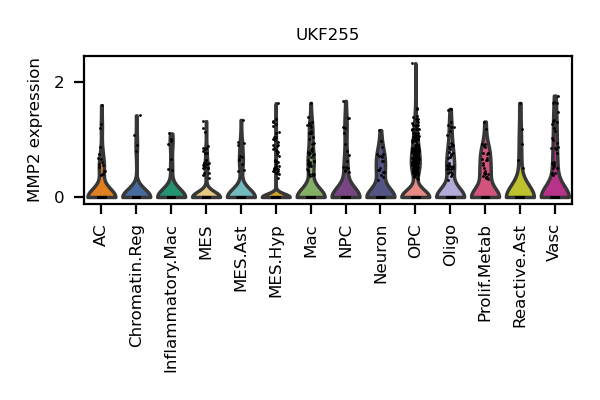 UKF255
MMP2 expression
2
0
AC
Chromatin.Reg
Inflammatory.Mac
MES
MES.Ast
MES.Hyp
Mac
NPC
Neuron
OPC
Oligo
Prolif.Metab
Reactive.Ast
Vasc